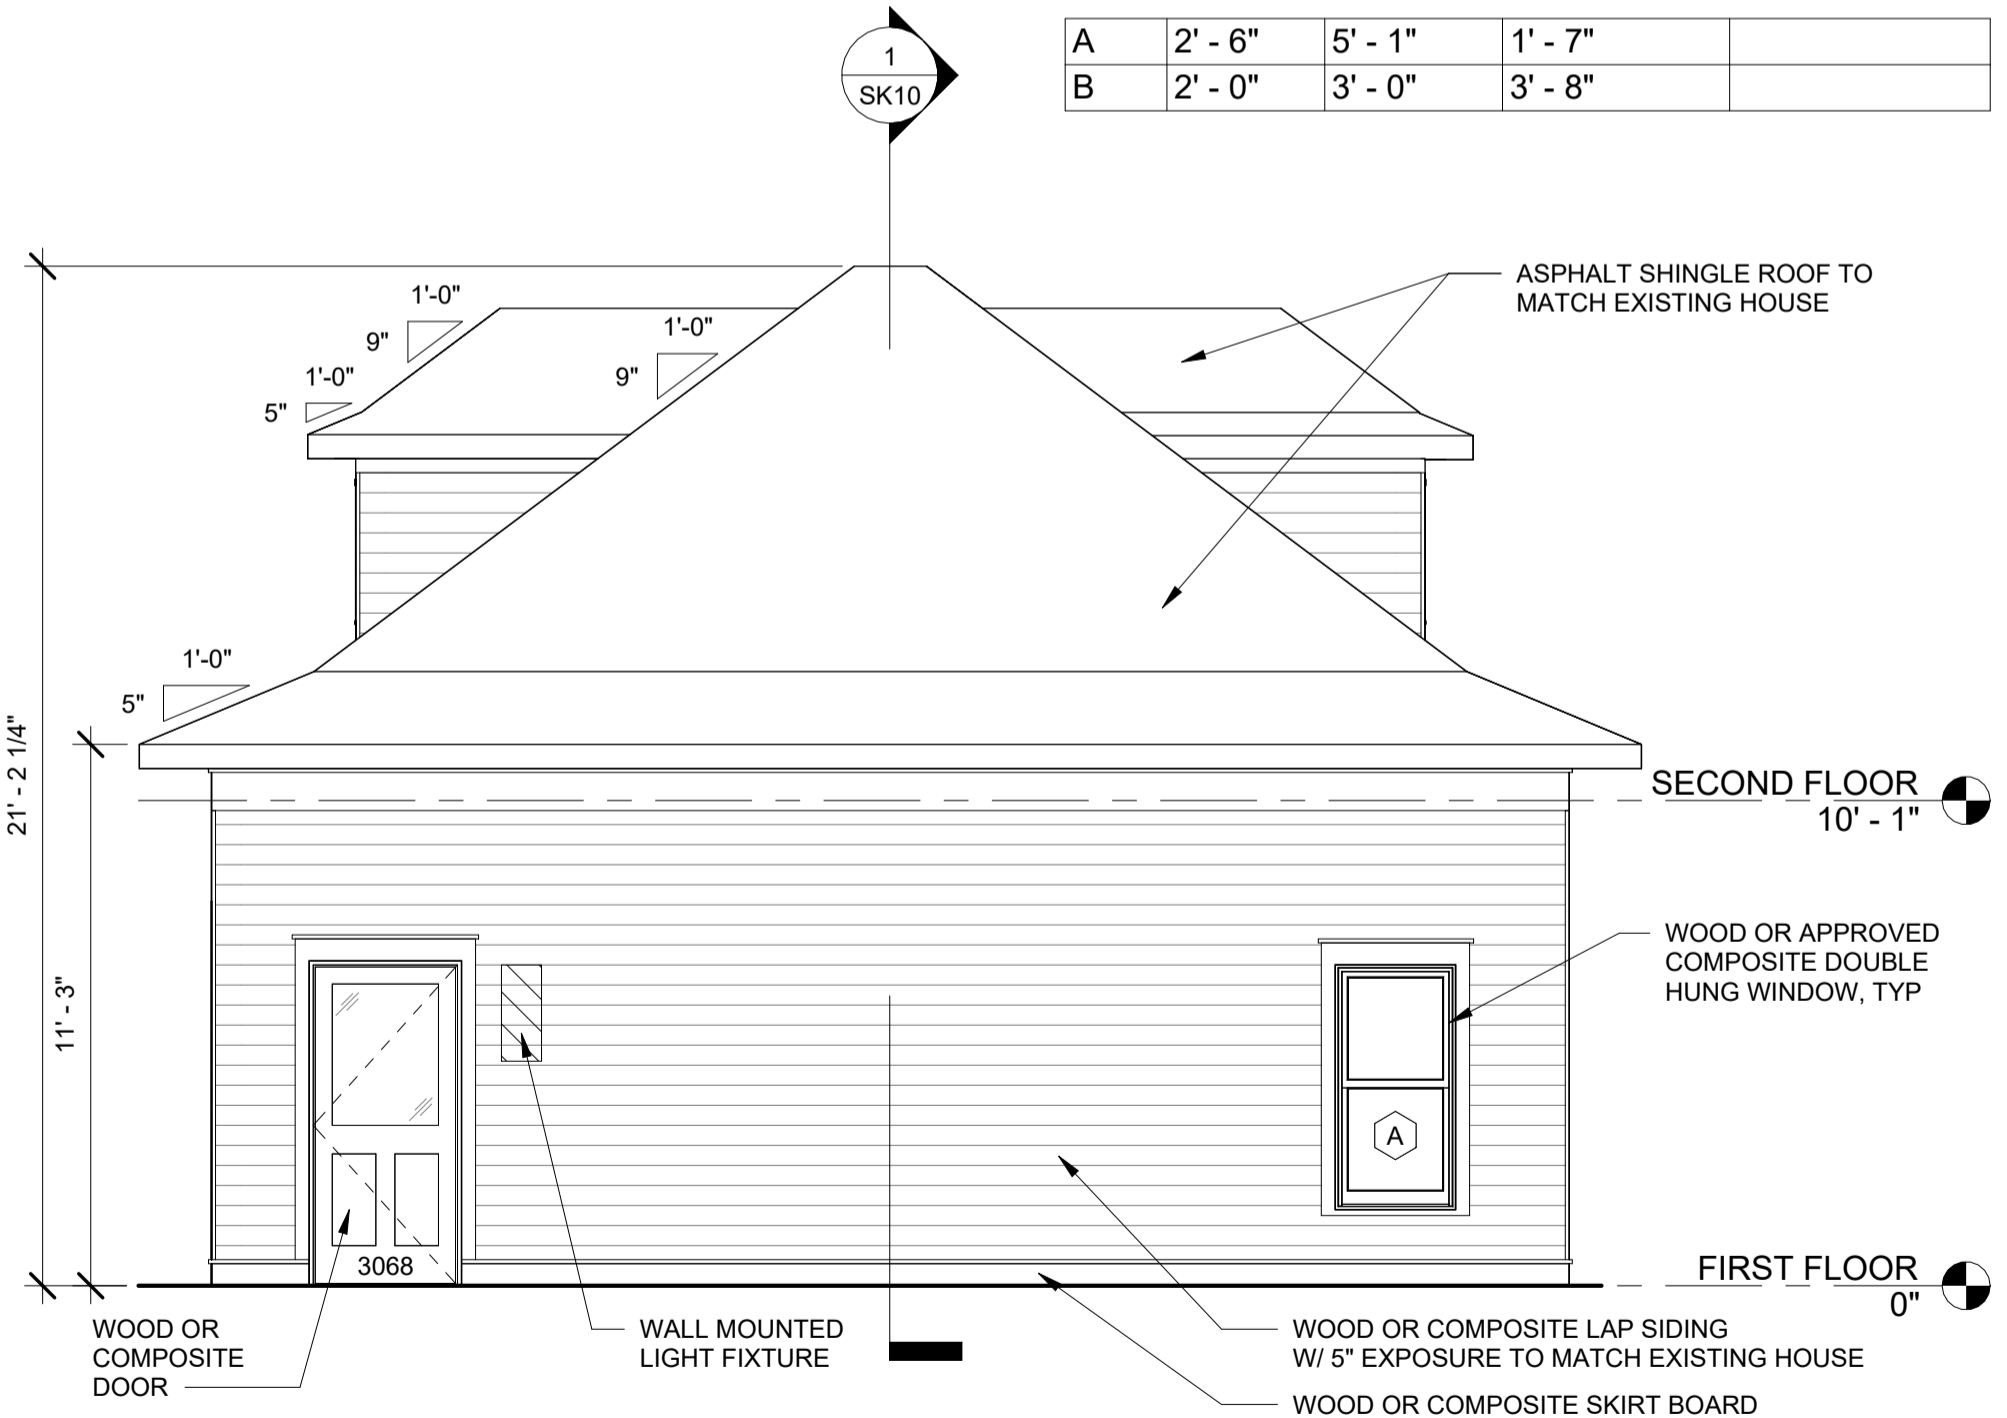 1
SK10
A 2' - 6" 5' - 1" 1' - 7"
B 2' - 0" 3' - 0" 3' - 8"
ASPHALT SHINGLE ROOF TO
MATCH EXISTING HOUSE
1'-0"
9"
1'-0"
9"
1'-0"
5"
1'-0"
5"
21' - 2 1/4"
11' - 3"
SECOND FLOOR
10' - 1"
WOOD OR APPROVED
COMPOSITE DOUBLE
HUNG WINDOW, TYP
A
3068
FIRST FLOOR
0"
WOOD OR
COMPOSITE
DOOR
WALL MOUNTED
LIGHT FIXTURE
WOOD OR COMPOSITE LAP SIDING
W/ 5" EXPOSURE TO MATCH EXISTING HOUSE
WOOD OR COMPOSITE SKIRT BOARD